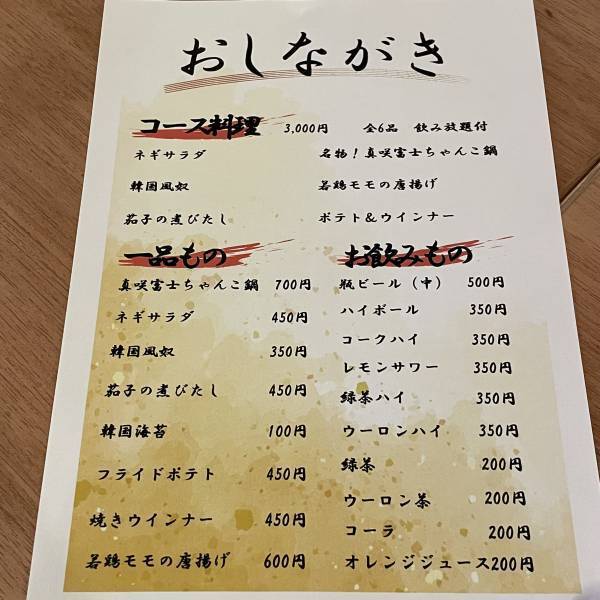 おしながき
コース料理 3,000円 全6品 飲み放題付
ネギサラダ 名物！真咲富士ちゃんこ鍋
韓国風奴 若鶏モモの唐揚げ
茄子の煮びたし ポテト＆ウインナー
一品もの
真咲富士ちゃんこ鍋 700円
ネギサラダ 450円
韓国風奴 350円
茄子の煮びたし 450円
韓国海苔 100円
フライドポテト 450円
焼きウインナー 450円
若鶏モモの唐揚げ 600円
お飲みもの
瓶ビール（中） 500円
ハイボール 350円
コークハイ 350円
レモンサワー 350円
緑茶ハイ 350円
ウーロンハイ 350円
緑茶 200円
ウーロン茶 200円
コーラ 200円
オレンジジュース 200円